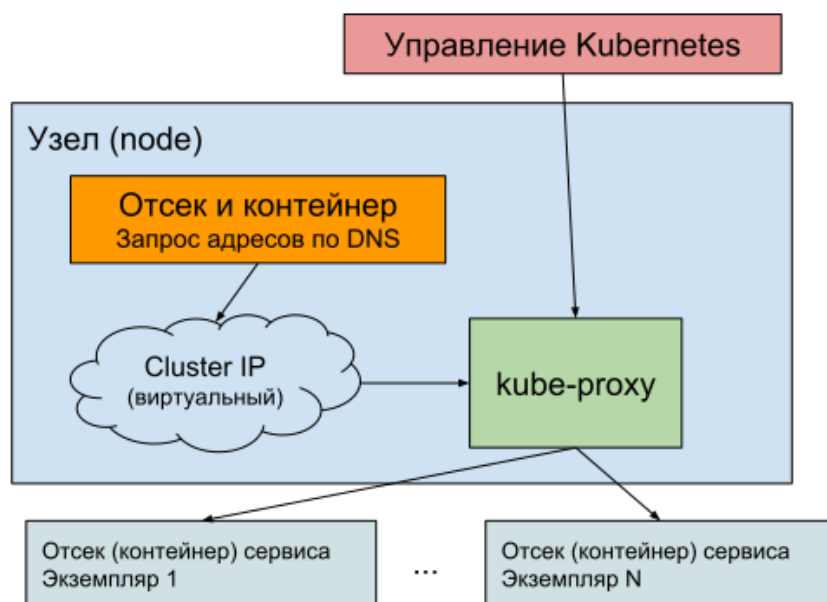 Управление Kubernetes
Узел (node)
Отсек и контейнер
Запрос адресов по DNS
Cluster IP
(виртуальный)
kube-proxy
Отсек (контейнер) сервиса
Экземпляр 1
...
Отсек (контейнер) сервиса
Экземпляр N